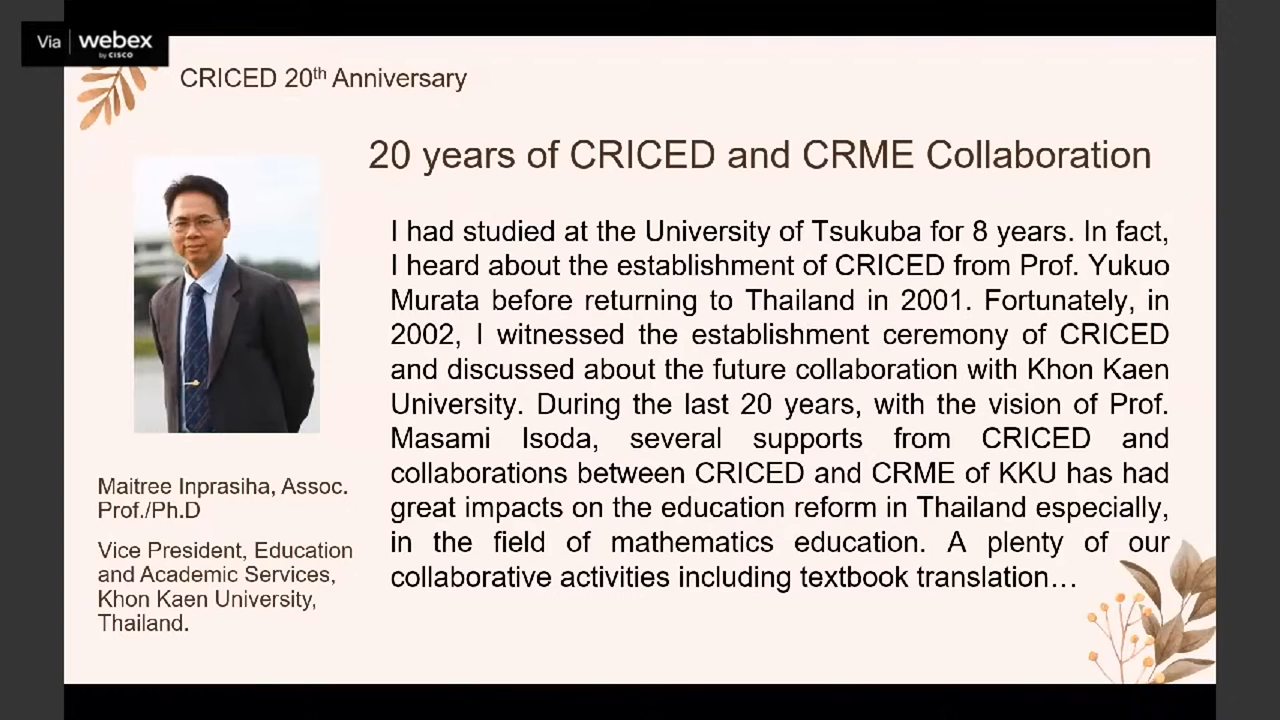 Via webex
by CISCO
CRICED 20th Anniversary
20 years of CRICED and CRME Collaboration
I had studied at the University of Tsukuba for 8 years. In fact,
I heard about the establishment of CRICED from Prof. Yukuo
Murata before returning to Thailand in 2001. Fortunately, in
2002, I witnessed the establishment ceremony of CRICED
and discussed about the future collaboration with Khon Kaen
University. During the last 20 years, with the vision of Prof.
Masami Isoda, several supports from CRICED and
collaborations between CRICED and CRME of KKU has had
great impacts on the education reform in Thailand especially,
in the field of mathematics education. A plenty of our
collaborative activities including textbook translation…
Maitree Inprasiha, Assoc.
Prof./Ph.D
Vice President, Education
and Academic Services,
Khon Kaen University,
Thailand.